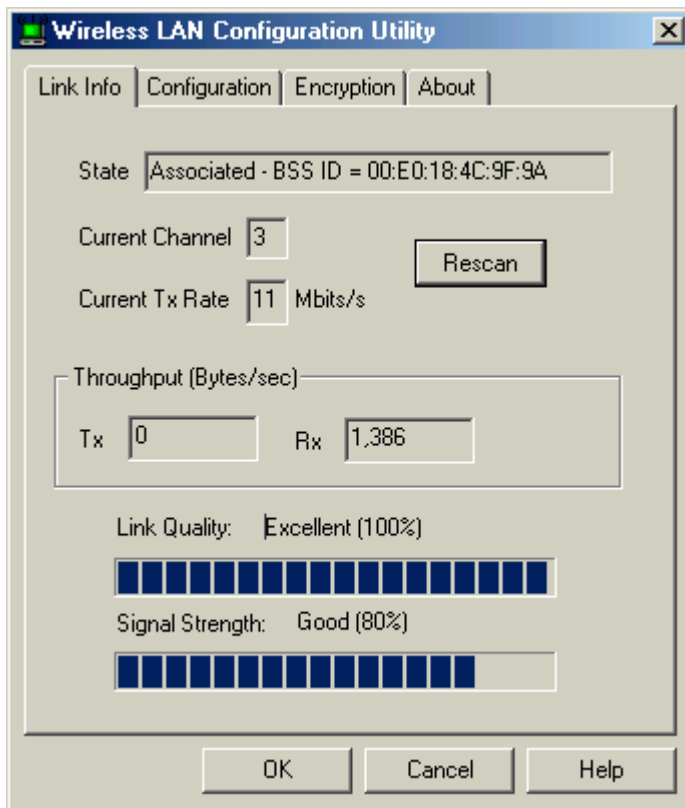 Wireless LAN Configuration Utility
Link Info Configuration Encryption About
State Associated - BSS ID = 00:E0:18:4C:9F:9A
Current Channel 3
Rescan
Current Tx Rate 11 Mbits/s
Throughput (Bytes/sec)
Tx 0 Rx 1,386
Link Quality: Excellent (100%)
Signal Strength: Good (80%)
OK Cancel Help